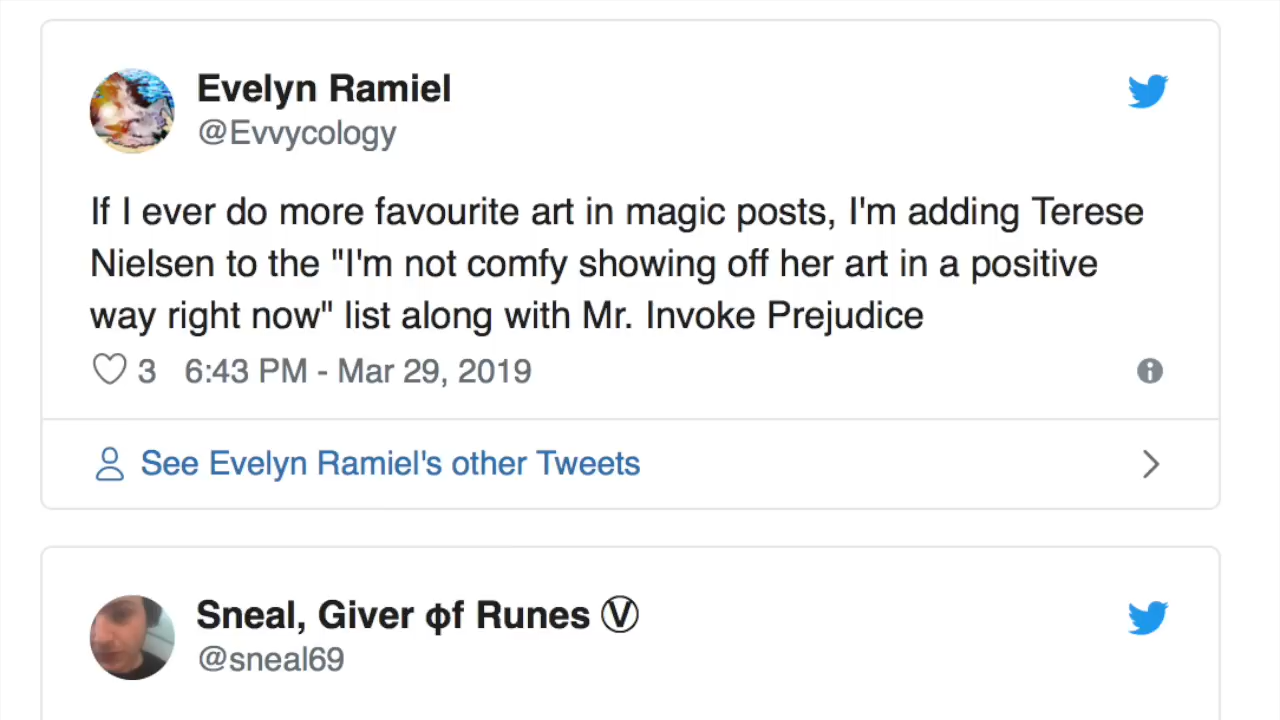 Evelyn Ramiel
@Evvycology
If I ever do more favourite art in magic posts, I'm adding Terese
Nielsen to the "I'm not comfy showing off her art in a positive
way right now" list along with Mr. Invoke Prejudice
3 6:43 PM - Mar 29, 2019
See Evelyn Ramiel's other Tweets
Sneal, Giver φf Runes Ⓥ
@sneal69